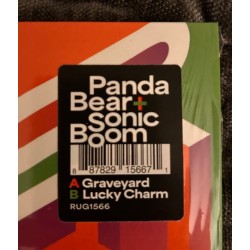 Panda
Bear+
Sonic
Boom
8 87829 15667 1
A Graveyard
B Lucky Charm
RUG1566